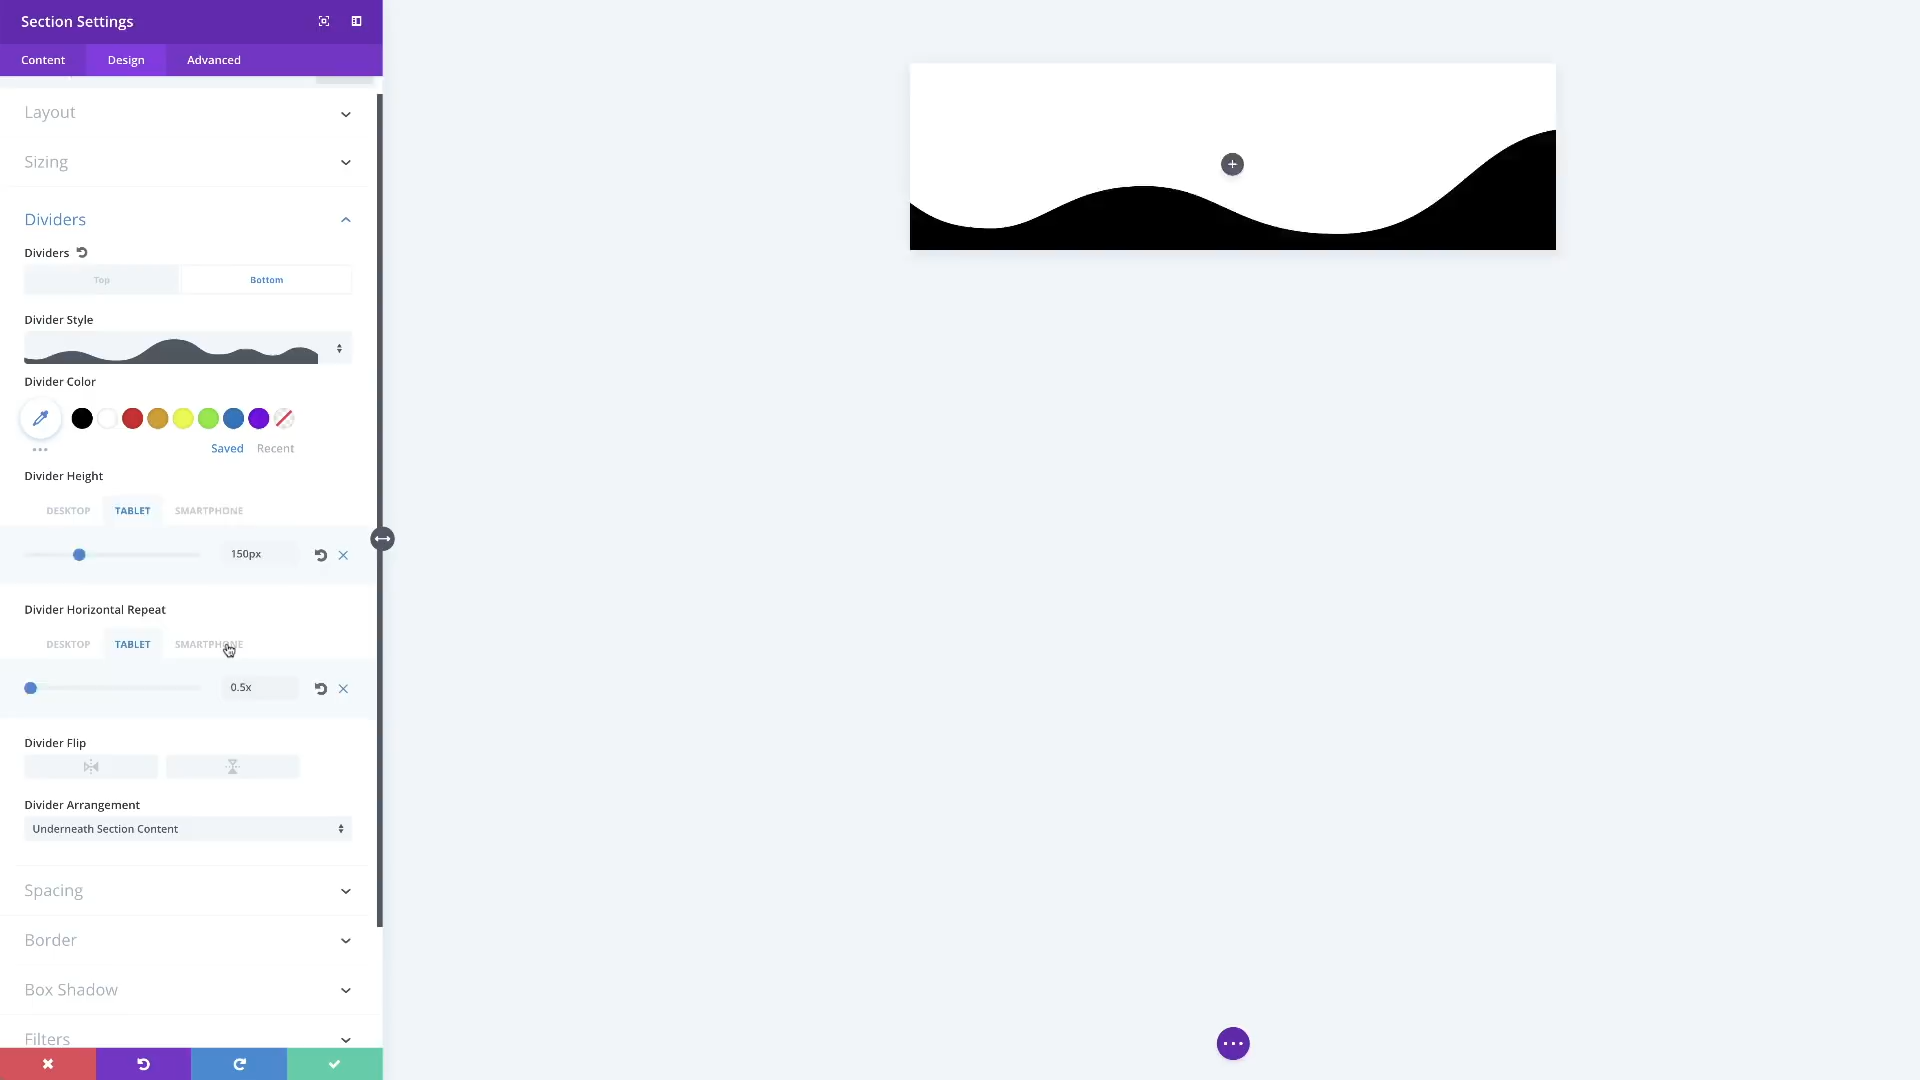 Section Settings
Content Design Advanced
Layout
Sizing
Dividers
Dividers
Top Bottom
Divider Style
Divider Color
Saved Recent
Divider Height
DESKTOP TABLET SMARTPHONE
150px
Divider Horizontal Repeat
DESKTOP TABLET SMARTPHONE
0.5x
Divider Flip
Divider Arrangement
Underneath Section Content
Spacing
Border
Box Shadow
Filters